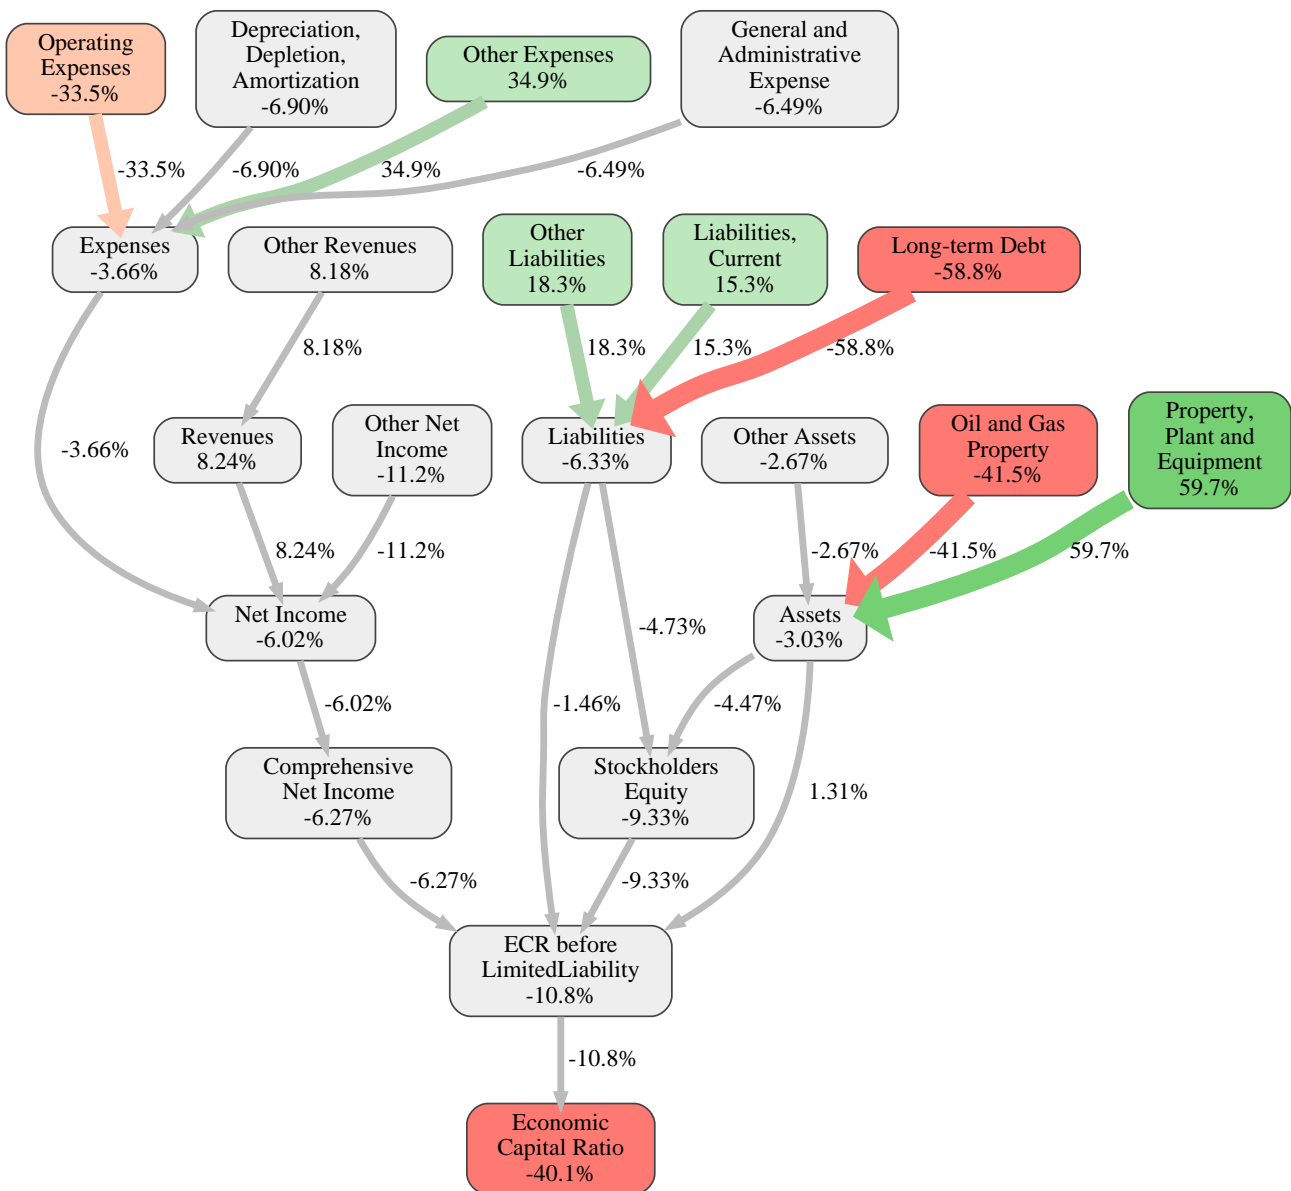 Operating
Expenses
-33.5%
Depreciation,
Depletion,
Amortization
-6.90%
Other Expenses
34.9%
General and
Administrative
Expense
-6.49%
-33.5%
-6.90%
34.9%
-6.49%
Expenses
-3.66%
Other Revenues
8.18%
Other
Liabilities
18.3%
Liabilities,
Current
15.3%
Long-term Debt
-58.8%
8.18%
18.3%
15.3%
-58.8%
-3.66%
Revenues
8.24%
Other Net
Income
-11.2%
Liabilities
-6.33%
Other Assets
-2.67%
Oil and Gas
Property
-41.5%
Property,
Plant and
Equipment
59.7%
8.24%
-11.2%
-2.67%
-41.5%
59.7%
Net Income
-6.02%
-4.73%
Assets
-3.03%
-6.02%
-1.46%
-4.47%
1.31%
Comprehensive
Net Income
-6.27%
Stockholders
Equity
-9.33%
-6.27%
-9.33%
ECR before
LimitedLiability
-10.8%
-10.8%
Economic
Capital Ratio
-40.1%